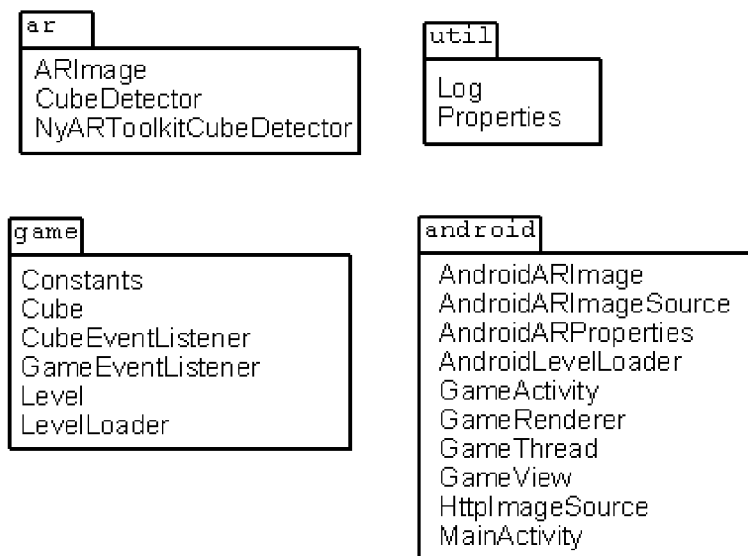 ar
ARImage
CubeDetector
NyARToolkitCubeDetector
util
Log
Properties
game
Constants
Cube
CubeEventListener
GameEventListener
Level
LevelLoader
android
AndroidARImage
AndroidARImageSource
AndroidARProperties
AndroidLevelLoader
GameActivity
GameRenderer
GameThread
GameView
HttpImageSource
MainActivity